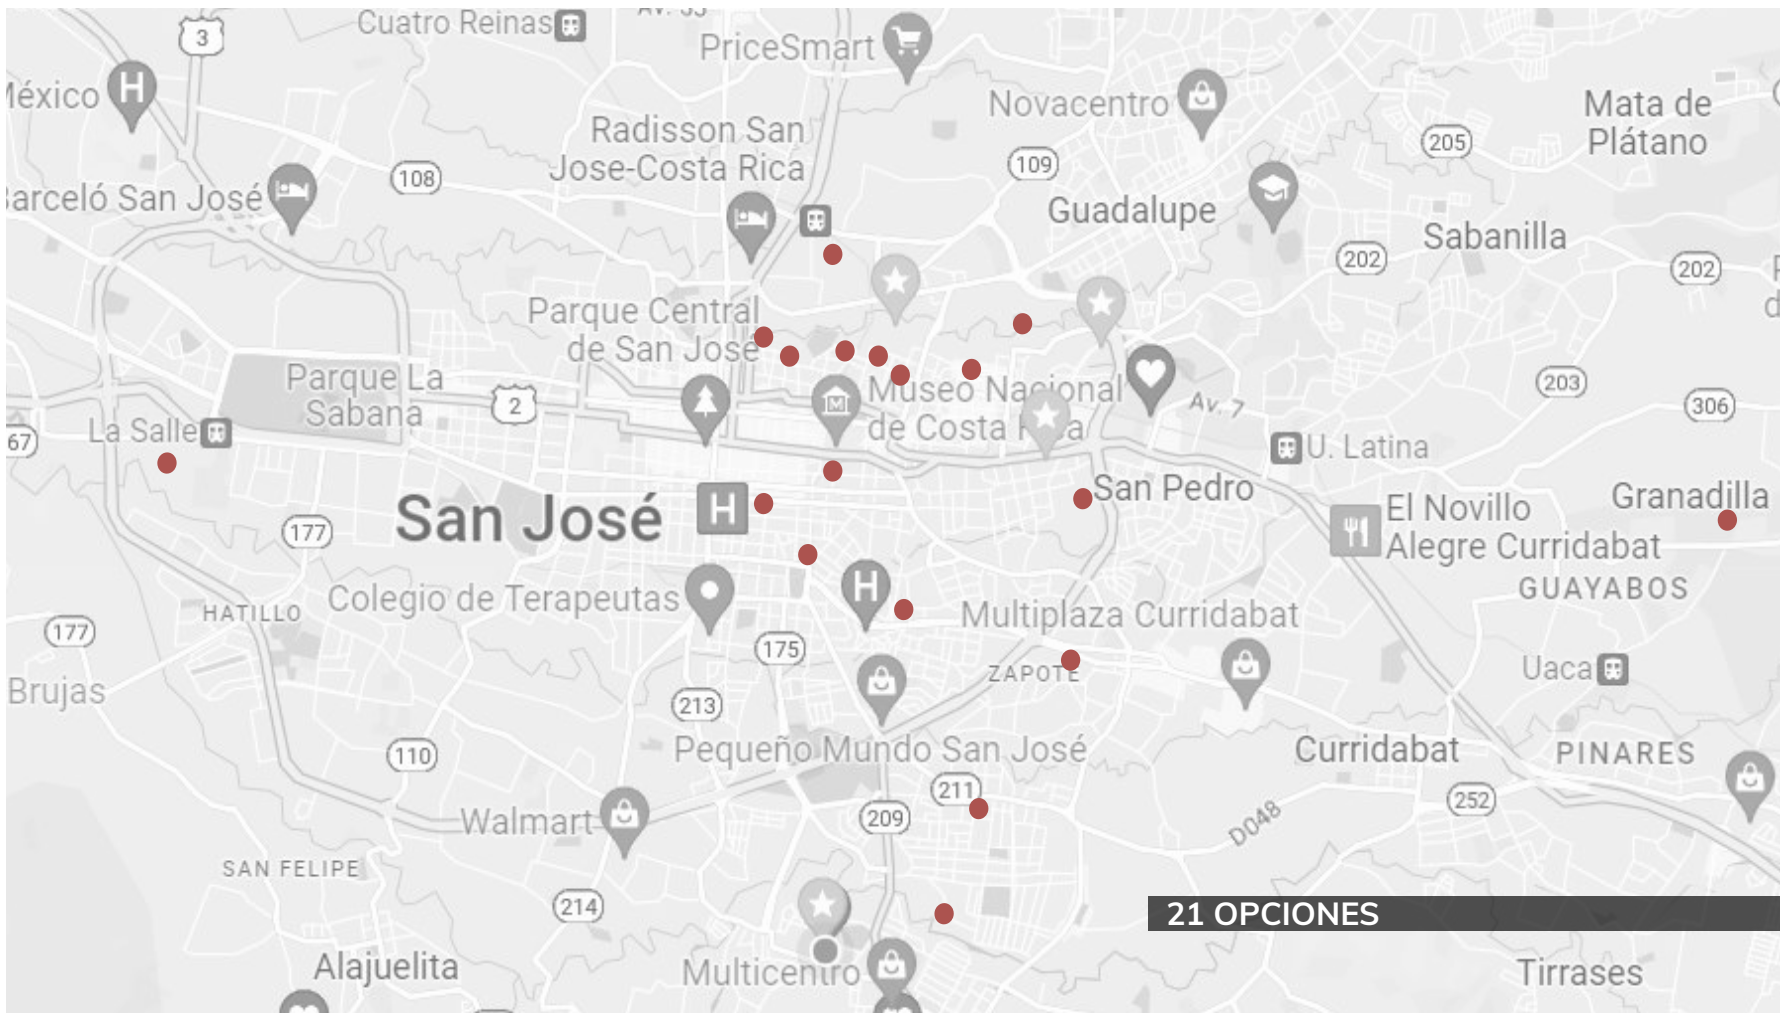 Cuatro Reinas
3
PriceSmart
México
Novacentro
Mata de
Plátano
Radisson San
Jose-Costa Rica
205
109
108
Barceló San José
Guadalupe
Sabanilla
202
202
Parque Central
de San José
Parque La
Sabana
203
2
Museo Nacional
de Costa Rica
Av. 7
306
La Salle
67
U. Latina
San Pedro
Granadilla
San José
H
El Novillo
Alegre Curridabat
177
GUAYABOS
Colegio de Terapeutas
HATILLO
Multiplaza Curridabat
177
175
ZAPOTE
Uaca
Brujas
213
110
Pequeño Mundo San José
Curridabat
PINARES
211
252
209
Walmart
D048
SAN FELIPE
214
21 OPCIONES
Alajuelita
Multicentro
Tirrases